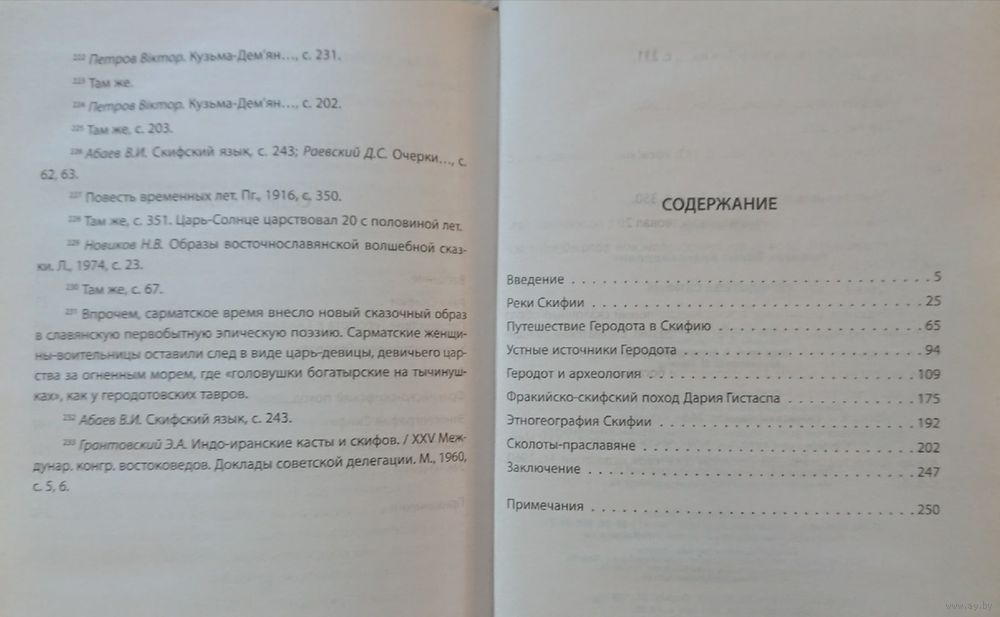 222 Петров Віктор. Кузьма-Дем'ян…, с. 231.
223 Там же.
224 Петров Віктор. Кузьма-Дем'ян…, с. 202.
225 Там же, с. 203.
226 Абаев В.И. Скифский язык, с. 243; Раевский Д.С. Очерки…, с.
62, 63.
227 Повесть временных лет. Пг., 1916, с. 350.
228 Там же, с. 351. Царь-Солнце царствовал 20 с половиной лет.
229 Новиков Н.В. Образы восточнославянской волшебной сказ-
ки. Л., 1974, с. 23.
230 Там же, с. 67.
231 Впрочем, сарматское время внесло новый сказочный образ
в славянскую первобытную эпическую поэзию. Сарматские женщи-
ны-воительницы оставили след в виде царь-девицы, девичьего цар-
ства за огненным морем, где «головушки богатырские на тычинуш-
ках», как у геродотовских тавров.
232 Абаев В.И. Скифский язык, с. 243.
233 Грантовский Э.А. Индо-иранские касты и скифов. / XXV Меж-
дунар. конгр. востоковедов. Доклады советской делегации. М., 1960,
с. 5, 6.
СОДЕРЖАНИЕ
Введение . . . . . . . . . . . . . . . . . . . . . . . . . . . . . . 5
Реки Скифии . . . . . . . . . . . . . . . . . . . . . . . . . . . . 25
Путешествие Геродота в Скифию . . . . . . . . . . . . . . . . . . 65
Устные источники Геродота . . . . . . . . . . . . . . . . . . . . . 94
Геродот и археология . . . . . . . . . . . . . . . . . . . . . . . 109
Фракийско-скифский поход Дария Гистаспа . . . . . . . . . . . . 175
Этногеография Скифии . . . . . . . . . . . . . . . . . . . . . . 192
Сколоты-праславяне . . . . . . . . . . . . . . . . . . . . . . . 202
Заключение . . . . . . . . . . . . . . . . . . . . . . . . . . . 247
Примечания . . . . . . . . . . . . . . . . . . . . . . . . . . . 250
www.ay.by